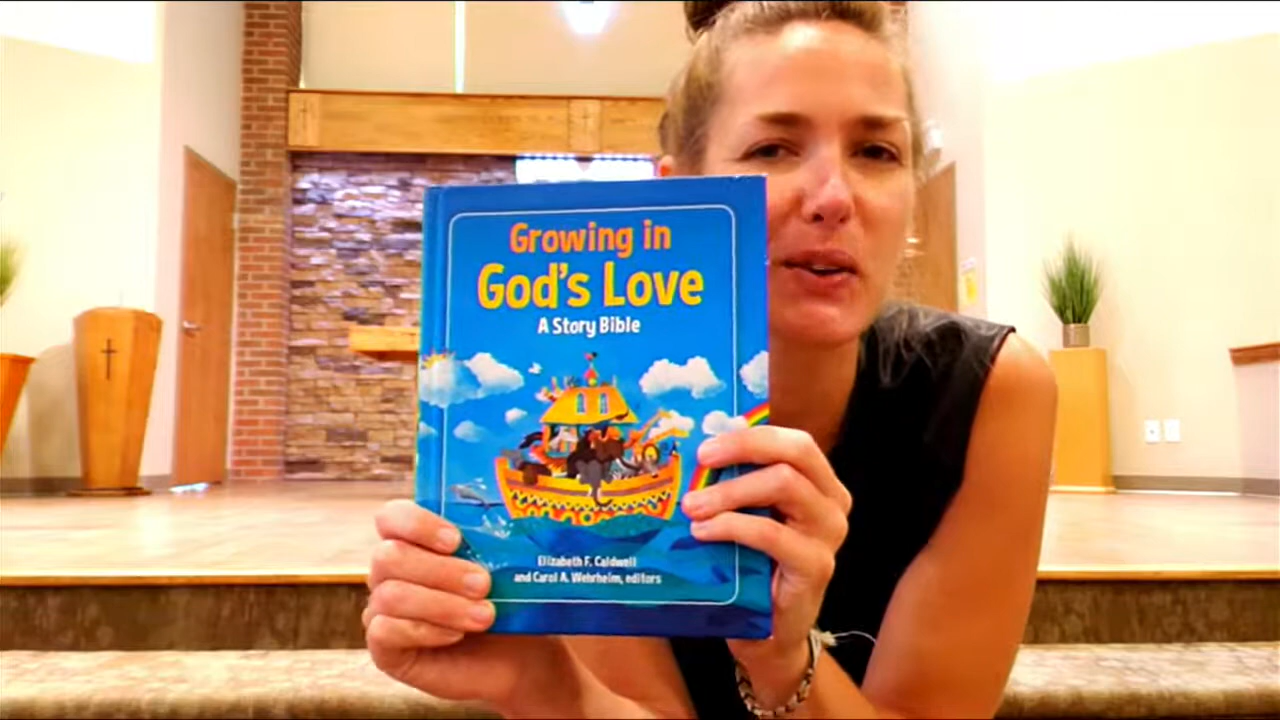 Growing in
God's Love
A Story Bible
Elizabeth F. Caldwell
and Carol A. Wehrheim, editors